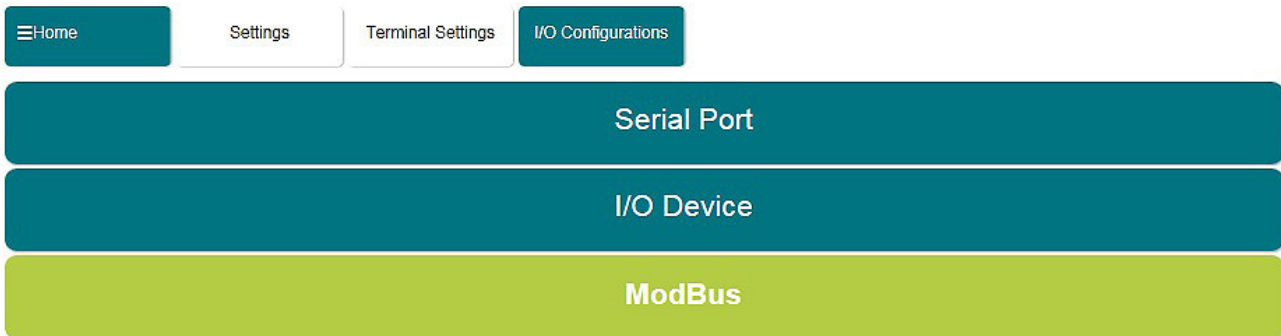 ☰Home Settings Terminal Settings I/O Configurations
Serial Port
I/O Device
ModBus